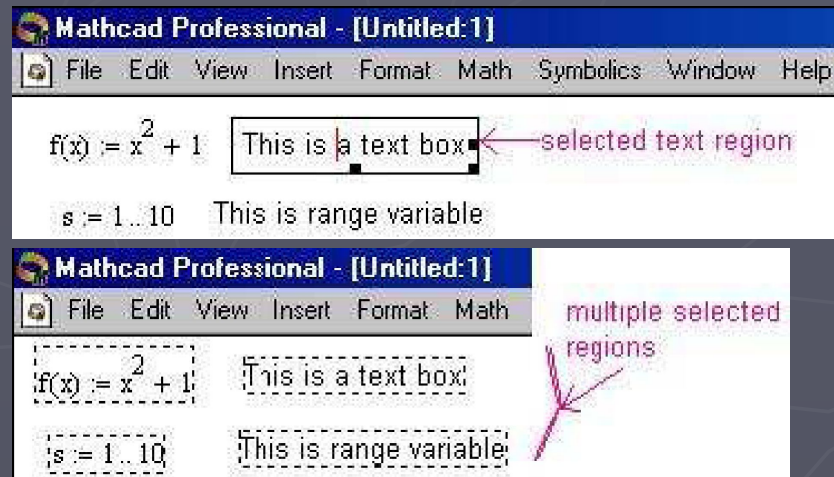 Mathcad Professional - [Untitled:1]
File Edit View Insert Format Math Symbolics Window Help
f(x) := x² + 1 This is a text box selected text region
s := 1 .. 10 This is range variable
Mathcad Professional - [Untitled:1]
File Edit View Insert Format Math
multiple selected
regions
f(x) := x² + 1 This is a text box
s := 1 .. 10 This is range variable